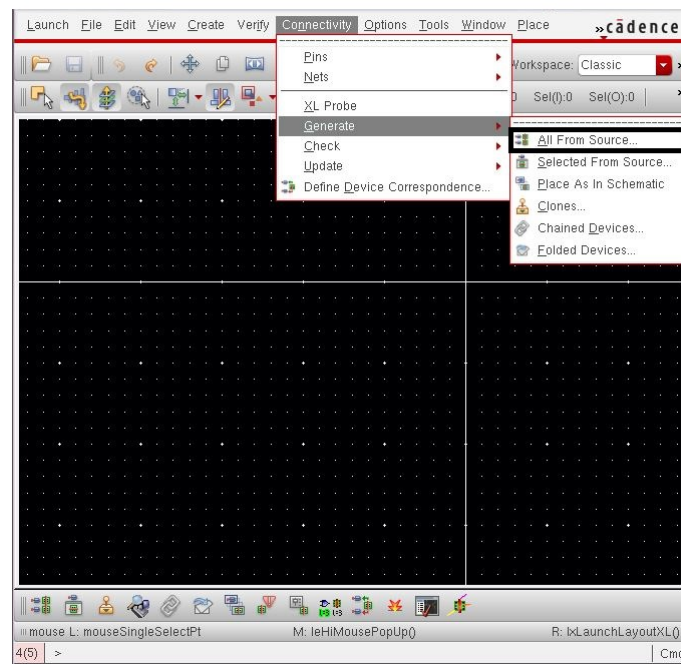 Launch File Edit View Create Verify Connectivity Options Tools Window Place cādence
Pins
Nets
XL Probe
Generate
Check
Update
Define Device Correspondence...
Workspace: Classic
Sel(I):0 Sel(O):0
All From Source...
Selected From Source...
Place As In Schematic
Clones...
Chained Devices...
Folded Devices...
mouse L: mouseSingleSelectPt M: leHiMousePopUp() R: lxLaunchLayoutXL()
4(5) >